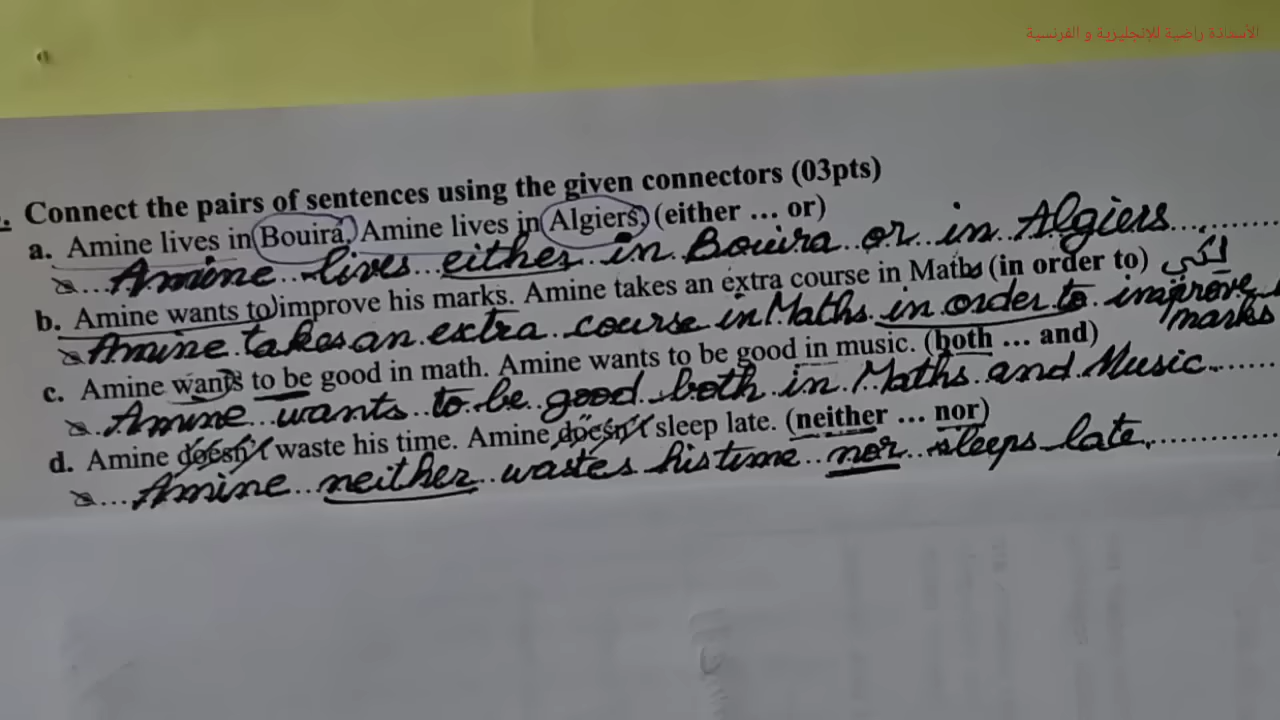 الأستاذة راضية للإنجليزية و الفرنسية
Connect the pairs of sentences using the given connectors (03pts)
a. Amine lives in Bouira. Amine lives in Algiers. (either ... or)
Amine lives either in Bouira or in Algiers
b. Amine wants to improve his marks. Amine takes an extra course in Maths (in order to) لكي
Amine takes an extra course in Maths in order to improve
marks
c. Amine wants to be good in math. Amine wants to be good in music. (both ... and)
Amine wants to be good both in Maths and Music
d. Amine doesn't waste his time. Amine doesn't sleep late. (neither ... nor)
Amine neither wastes his time nor sleeps late.